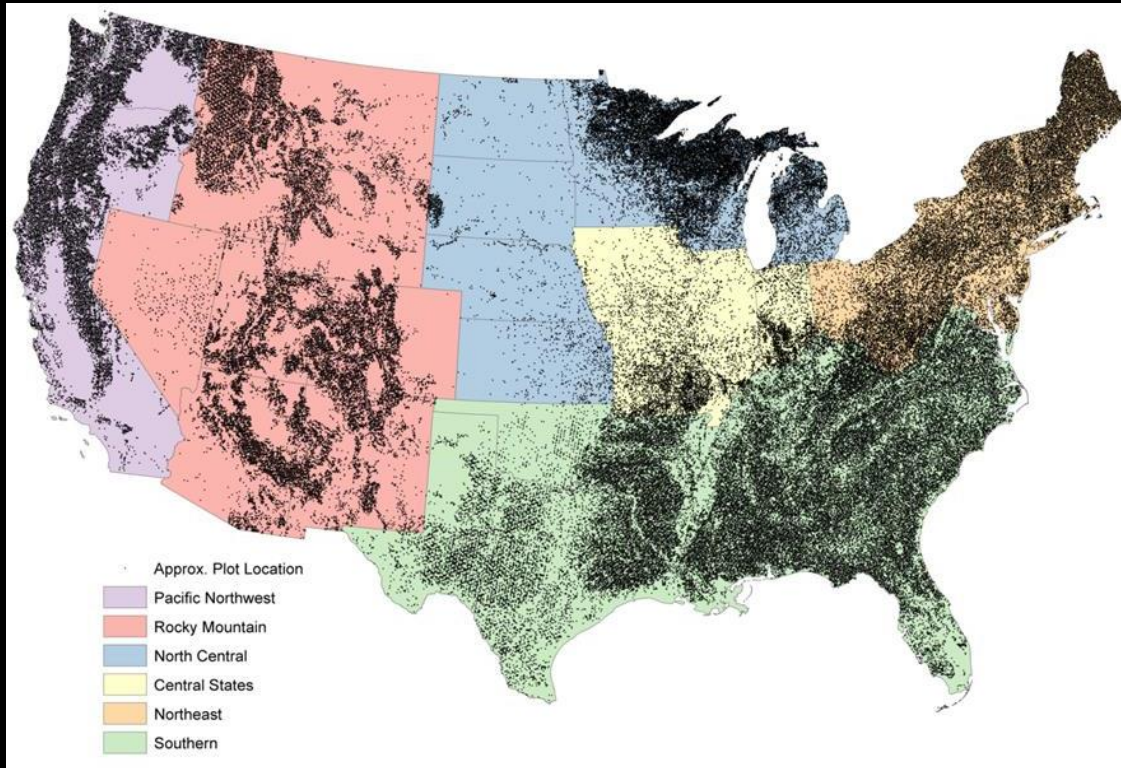 Approx. Plot Location
Pacific Northwest
Rocky Mountain
North Central
Central States
Northeast
Southern